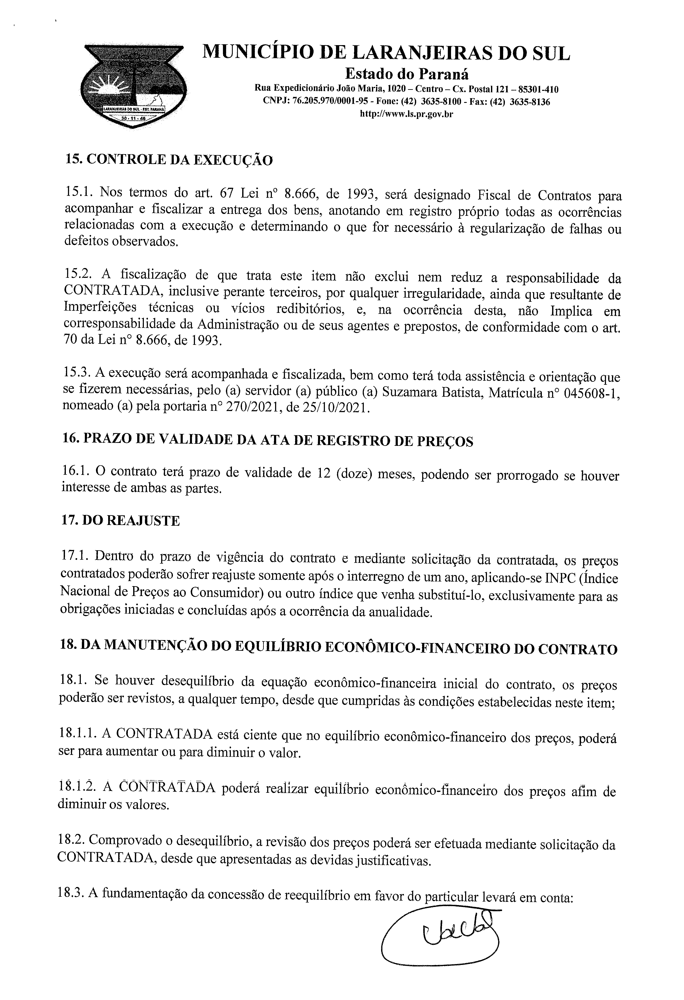 MUNICÍPIO DE LARANJEIRAS DO SUL
Estado do Paraná
Rua Expedicionário João Maria, 1020 – Centro – Cx. Postal 121 – 85301-410
CNPJ: 76.205.970/0001-95 - Fone: (42) 3635-8100 - Fax: (42) 3635-8136
http://www.ls.pr.gov.br
LARANJEIRAS DO SUL - EST. PARANÁ
30 - 11 - 46
15. CONTROLE DA EXECUÇÃO
15.1. Nos termos do art. 67 Lei nº 8.666, de 1993, será designado Fiscal de Contratos para
acompanhar e fiscalizar a entrega dos bens, anotando em registro próprio todas as ocorrências
relacionadas com a execução e determinando o que for necessário à regularização de falhas ou
defeitos observados.
15.2. A fiscalização de que trata este item não exclui nem reduz a responsabilidade da
CONTRATADA, inclusive perante terceiros, por qualquer irregularidade, ainda que resultante de
Imperfeições técnicas ou vícios redibitórios, e, na ocorrência desta, não Implica em
corresponsabilidade da Administração ou de seus agentes e prepostos, de conformidade com o art.
70 da Lei nº 8.666, de 1993.
15.3. A execução será acompanhada e fiscalizada, bem como terá toda assistência e orientação que
se fizerem necessárias, pelo (a) servidor (a) público (a) Suzamara Batista, Matrícula nº 045608-1,
nomeado (a) pela portaria nº 270/2021, de 25/10/2021.
16. PRAZO DE VALIDADE DA ATA DE REGISTRO DE PREÇOS
16.1. O contrato terá prazo de validade de 12 (doze) meses, podendo ser prorrogado se houver
interesse de ambas as partes.
17. DO REAJUSTE
17.1. Dentro do prazo de vigência do contrato e mediante solicitação da contratada, os preços
contratados poderão sofrer reajuste somente após o interregno de um ano, aplicando-se INPC (Índice
Nacional de Preços ao Consumidor) ou outro índice que venha substituí-lo, exclusivamente para as
obrigações iniciadas e concluídas após a ocorrência da anualidade.
18. DA MANUTENÇÃO DO EQUILÍBRIO ECONÔMICO-FINANCEIRO DO CONTRATO
18.1. Se houver desequilíbrio da equação econômico-financeira inicial do contrato, os preços
poderão ser revistos, a qualquer tempo, desde que cumpridas às condições estabelecidas neste item;
18.1.1. A CONTRATADA está ciente que no equilíbrio econômico-financeiro dos preços, poderá
ser para aumentar ou para diminuir o valor.
18.1.2. A CONTRATADA poderá realizar equilíbrio econômico-financeiro dos preços afim de
diminuir os valores.
18.2. Comprovado o desequilíbrio, a revisão dos preços poderá ser efetuada mediante solicitação da
CONTRATADA, desde que apresentadas as devidas justificativas.
18.3. A fundamentação da concessão de reequilíbrio em favor do particular levará em conta: